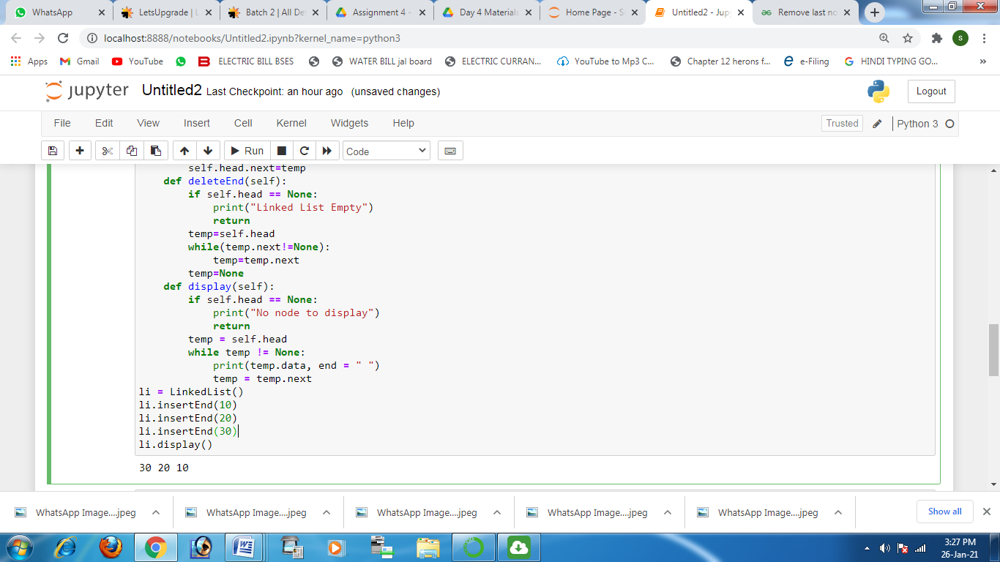 WhatsApp
LetsUpgrade | L
Batch 2 | All De
Assignment 4 -
Day 4 Materials
Home Page - S
Untitled2 - Jup
Remove last no
localhost:8888/notebooks/Untitled2.ipynb?kernel_name=python3
s
Apps
Gmail
YouTube
B
ELECTRIC BILL BSES
WATER BILL jal board
ELECTRIC CURRAN...
YouTube to Mp3 C...
Chapter 12 herons f...
e-Filing
HINDI TYPING GO...
»
jupyter Untitled2 Last Checkpoint: an hour ago (unsaved changes)
Logout
File Edit View Insert Cell Kernel Widgets Help
Trusted
Python 3
Run
Code
self.head.next=temp
def deleteEnd(self):
if self.head == None:
print("Linked List Empty")
return
temp=self.head
while(temp.next!=None):
temp=temp.next
temp=None
def display(self):
if self.head == None:
print("No node to display")
return
temp = self.head
while temp != None:
print(temp.data, end = " ")
temp = temp.next
li = LinkedList()
li.insertEnd(10)
li.insertEnd(20)
li.insertEnd(30)
li.display()
30 20 10
WhatsApp Image....jpeg
WhatsApp Image....jpeg
WhatsApp Image....jpeg
WhatsApp Image....jpeg
WhatsApp Image....jpeg
Show all
3:27 PM
26-Jan-21